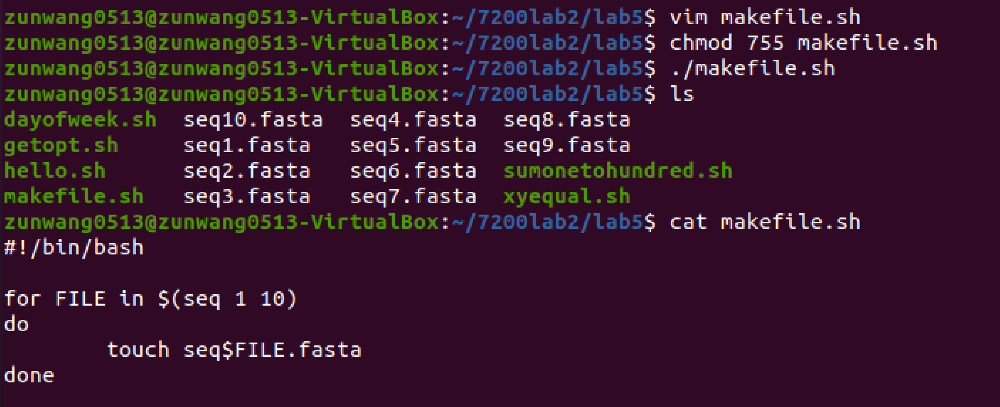 zunwang0513@zunwang0513-VirtualBox:~/7200lab2/lab5$ vim makefile.sh
zunwang0513@zunwang0513-VirtualBox:~/7200lab2/lab5$ chmod 755 makefile.sh
zunwang0513@zunwang0513-VirtualBox:~/7200lab2/lab5$ ./makefile.sh
zunwang0513@zunwang0513-VirtualBox:~/7200lab2/lab5$ ls
dayofweek.sh  seq10.fasta  seq4.fasta  seq8.fasta
getopt.sh     seq1.fasta   seq5.fasta  seq9.fasta
hello.sh      seq2.fasta   seq6.fasta  sumonetohundred.sh
makefile.sh   seq3.fasta   seq7.fasta  xyequal.sh
zunwang0513@zunwang0513-VirtualBox:~/7200lab2/lab5$ cat makefile.sh
#!/bin/bash

for FILE in $(seq 1 10)
do
        touch seq$FILE.fasta
done